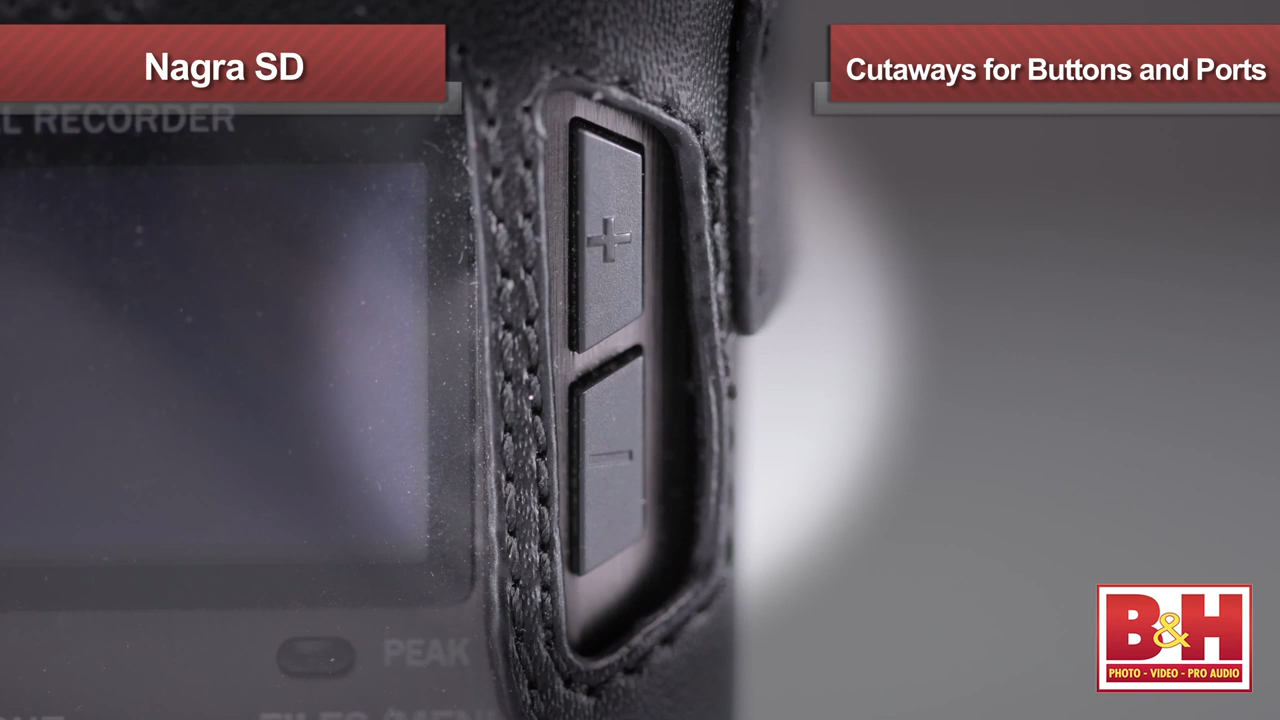 Nagra SD
Cutaways for Buttons and Ports
L RECORDER
+
−
PEAK
B&H
PHOTO - VIDEO - PRO AUDIO